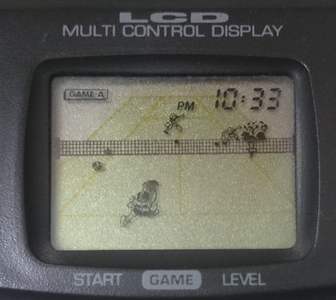 LCD
MULTI CONTROL DISPLAY
GAME A
PM 10:33
START GAME LEVEL